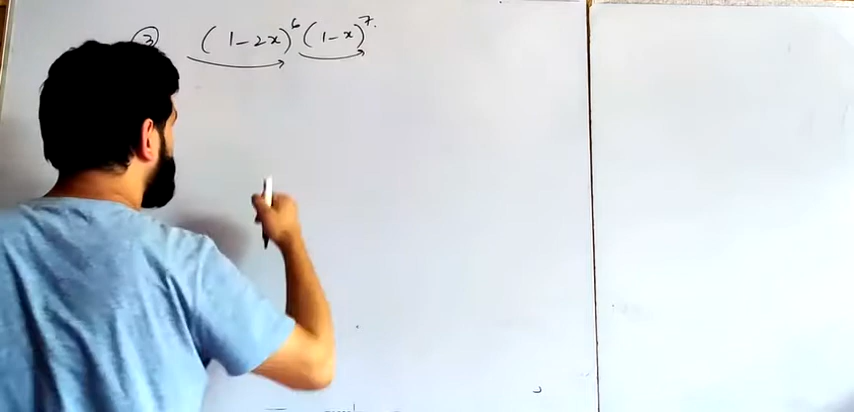 ③ (1-2x)⁶ (1-x)⁷.